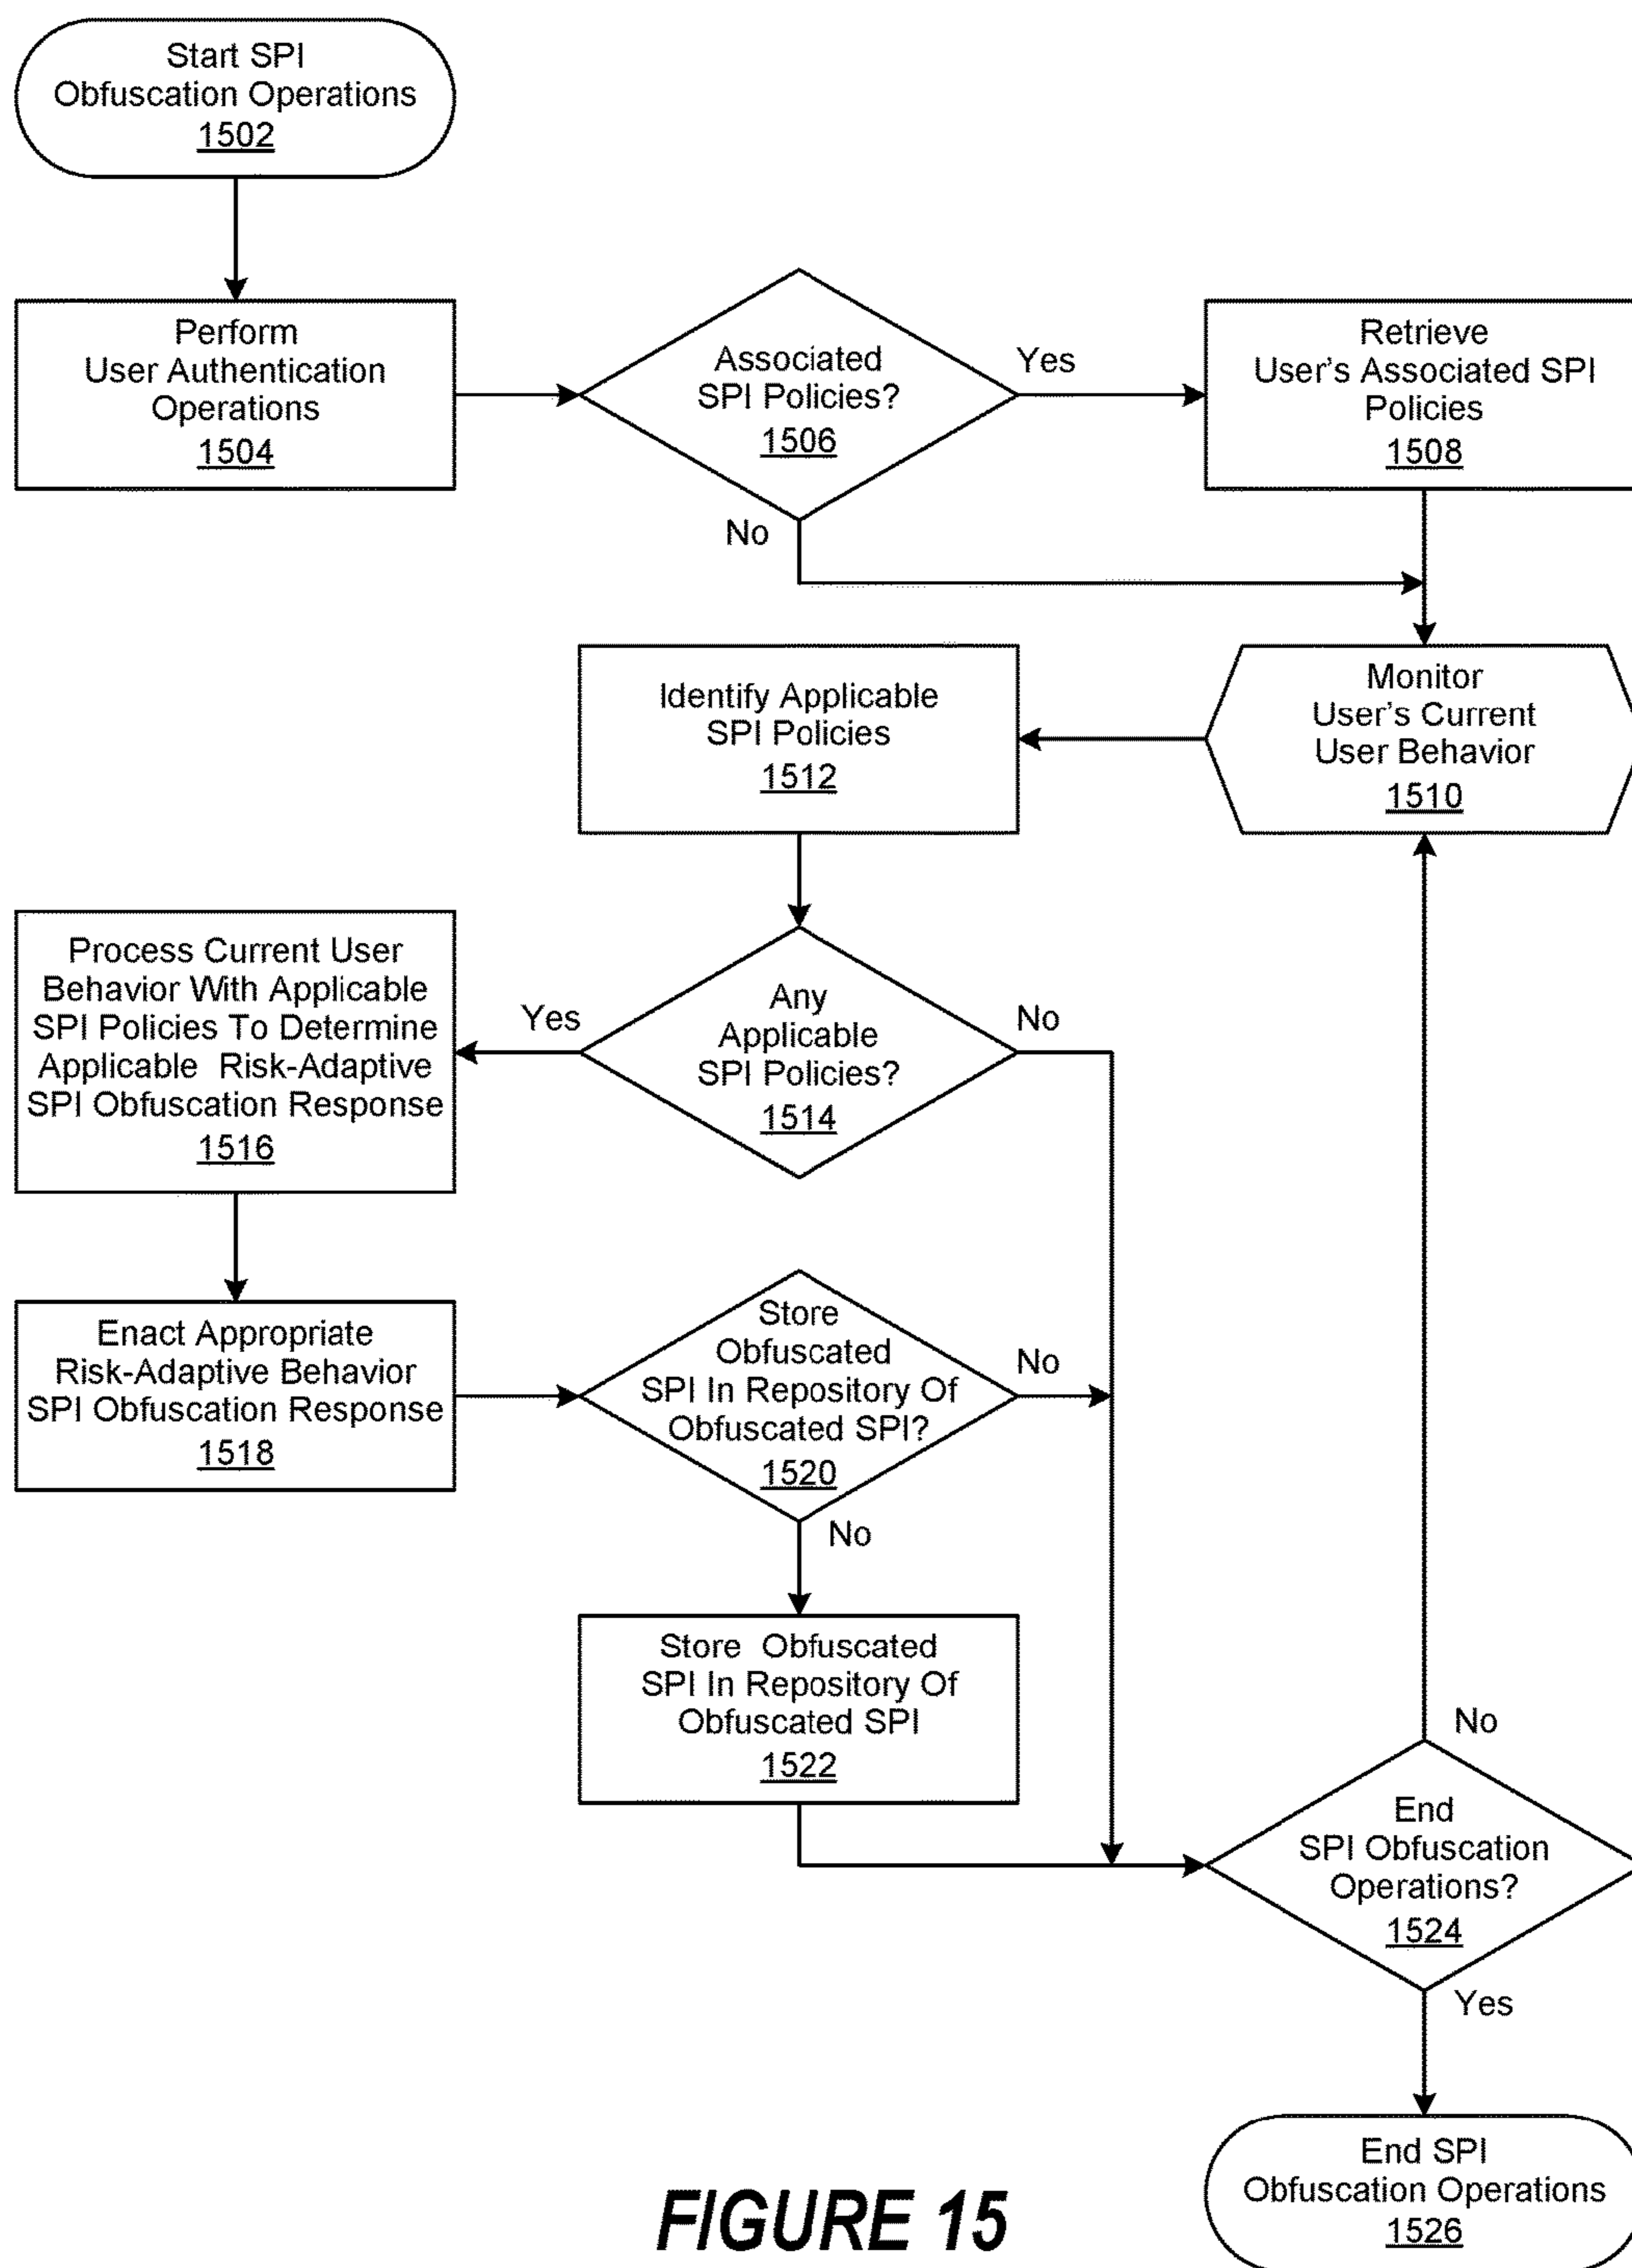 Start SPI
Obfuscation Operations
1502
Perform
User Authentication
Operations
1504
Associated
SPI Policies?
1506
Yes
No
Retrieve
User's Associated SPI
Policies
1508
Monitor
User's Current
User Behavior
1510
Identify Applicable
SPI Policies
1512
Any
Applicable
SPI Policies?
1514
Yes
No
Process Current User
Behavior With Applicable
SPI Policies To Determine
Applicable Risk-Adaptive
SPI Obfuscation Response
1516
Enact Appropriate
Risk-Adaptive Behavior
SPI Obfuscation Response
1518
Store
Obfuscated
SPI In Repository Of
Obfuscated SPI?
1520
No
No
Store Obfuscated
SPI In Repository Of
Obfuscated SPI
1522
No
End
SPI Obfuscation
Operations?
1524
Yes
End SPI
Obfuscation Operations
1526
FIGURE 15